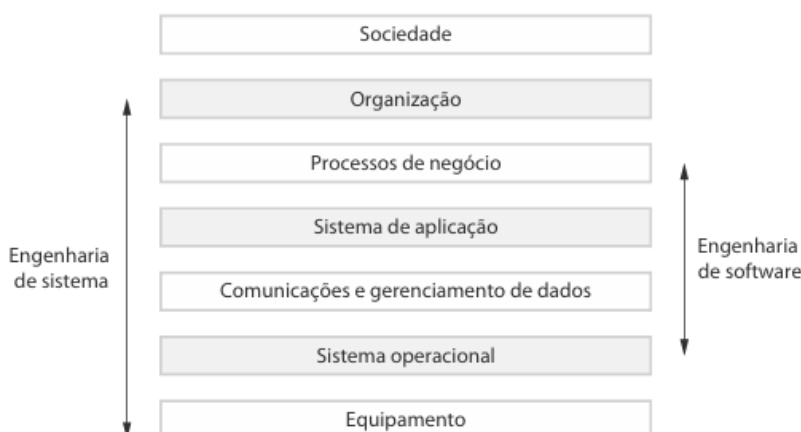 Sociedade
Organização
Processos de negócio
Sistema de aplicação
Engenharia
de sistema
Engenharia
de software
Comunicações e gerenciamento de dados
Sistema operacional
Equipamento